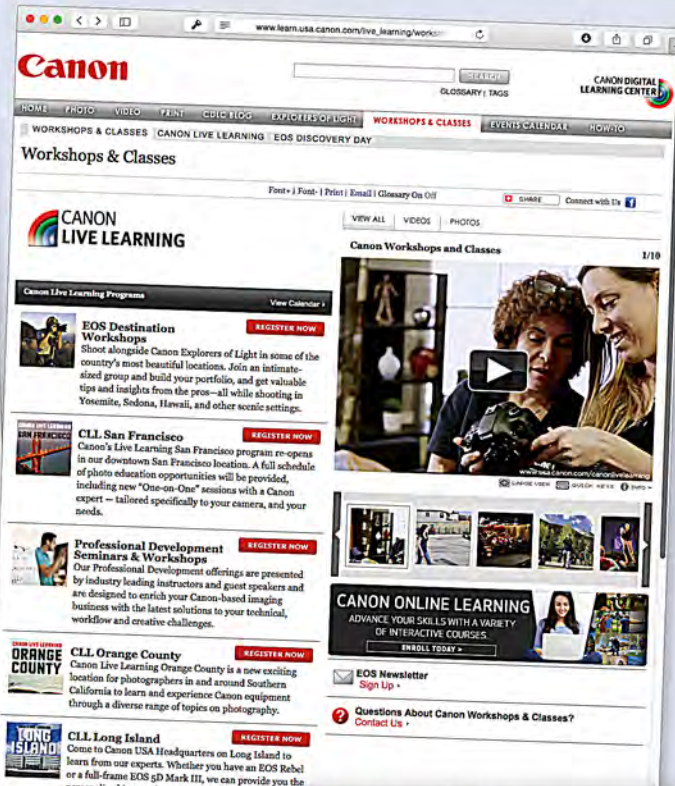 www.learn.usa.canon.com/live_learning/works
Canon
SEARCH
GLOSSARY | TAGS
CANON DIGITAL
LEARNING CENTER
HOME PHOTO VIDEO PRINT CDLC BLOG EXPLORERS OF LIGHT WORKSHOPS & CLASSES EVENTS CALENDAR HOW-TO
WORKSHOPS & CLASSES CANON LIVE LEARNING EOS DISCOVERY DAY
Workshops & Classes
Font+ | Font- | Print | Email | Glossary On Off
SHARE Connect with Us
CANON
LIVE LEARNING
Canon Live Learning Programs View Calendar
EOS Destination
Workshops
REGISTER NOW
Shoot alongside Canon Explorers of Light in some of the
country's most beautiful locations. Join an intimate-
sized group and build your portfolio, and get valuable
tips and insights from the pros—all while shooting in
Yosemite, Sedona, Hawaii, and other scenic settings.
CANON LIVE LEARNING
SAN FRANCISCO
CLL San Francisco
REGISTER NOW
Canon's Live Learning San Francisco program re-opens
in our downtown San Francisco location. A full schedule
of photo education opportunities will be provided,
including new "One-on-One" sessions with a Canon
expert — tailored specifically to your camera, and your
needs.
Professional Development
Seminars & Workshops
REGISTER NOW
Our Professional Development offerings are presented
by industry leading instructors and guest speakers and
are designed to enrich your Canon-based imaging
business with the latest solutions to your technical,
workflow and creative challenges.
CANON LIVE LEARNING
ORANGE
COUNTY
CLL Orange County
REGISTER NOW
Canon Live Learning Orange County is a new exciting
location for photographers in and around Southern
California to learn and experience Canon equipment
through a diverse range of topics on photography.
LONG
ISLAND
CLL Long Island
REGISTER NOW
Come to Canon USA Headquarters on Long Island to
learn from our experts. Whether you have an EOS Rebel
or a full-frame EOS 5D Mark III, we can provide you the
VIEW ALL VIDEOS PHOTOS
Canon Workshops and Classes 1/10
www.usa.canon.com/canonlivelearning
LARGE VIEW QUICK KEYS INFO
CANON ONLINE LEARNING
ADVANCE YOUR SKILLS WITH A VARIETY
OF INTERACTIVE COURSES.
ENROLL TODAY >
EOS Newsletter
Sign Up
Questions About Canon Workshops & Classes?
Contact Us